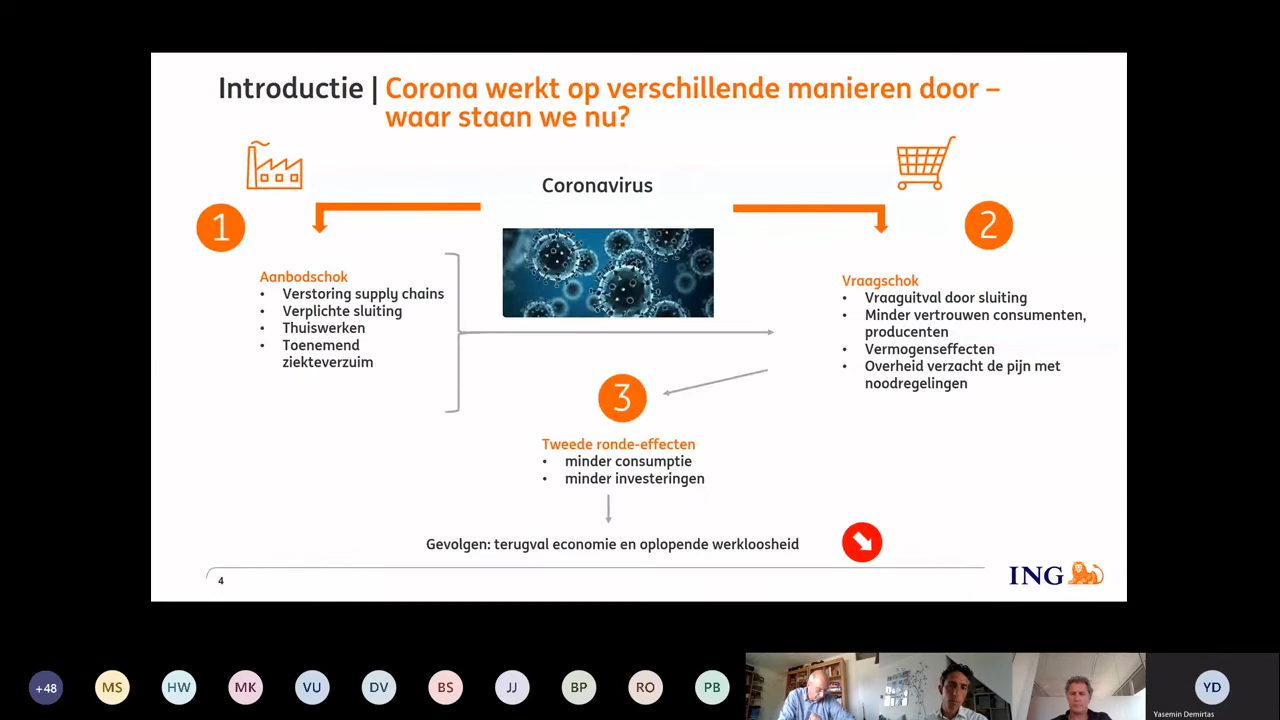 Introductie | Corona werkt op verschillende manieren door –
waar staan we nu?
Coronavirus
1
2
Aanbodschok
• Verstoring supply chains
• Verplichte sluiting
• Thuiswerken
• Toenemend
ziekteverzuim
Vraagschok
• Vraaguitval door sluiting
• Minder vertrouwen consumenten,
producenten
• Vermogenseffecten
• Overheid verzacht de pijn met
noodregelingen
3
Tweede ronde-effecten
• minder consumptie
• minder investeringen
Gevolgen: terugval economie en oplopende werkloosheid
4
ING
+48
MS
HW
MK
VU
DV
BS
JJ
BP
RO
PB
YD
Yasemin Demirtas